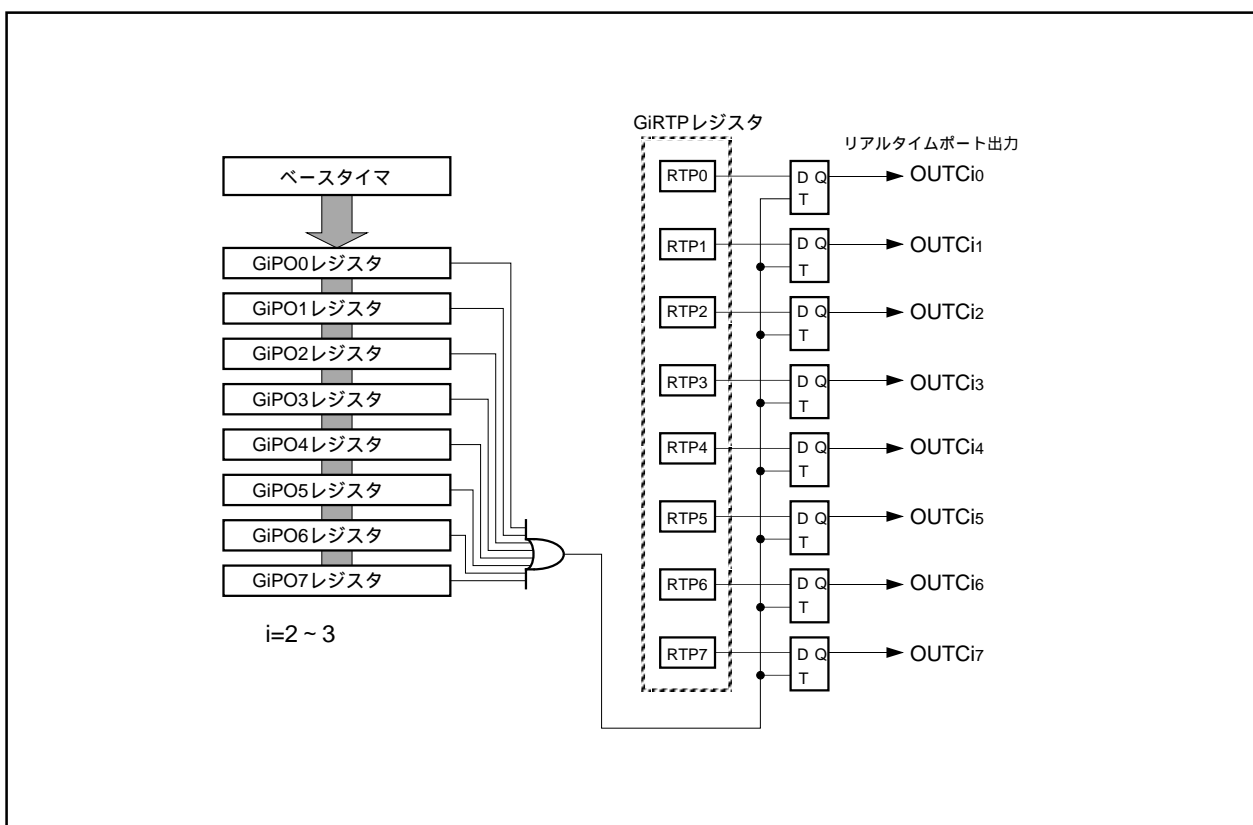 GiRTPレジスタ
リアルタイムポート出力
ベースタイマ
GiPO0レジスタ
GiPO1レジスタ
GiPO2レジスタ
GiPO3レジスタ
GiPO4レジスタ
GiPO5レジスタ
GiPO6レジスタ
GiPO7レジスタ
i=2 ~ 3
RTP0 D Q T OUTCi0
RTP1 D Q T OUTCi1
RTP2 D Q T OUTCi2
RTP3 D Q T OUTCi3
RTP4 D Q T OUTCi4
RTP5 D Q T OUTCi5
RTP6 D Q T OUTCi6
RTP7 D Q T OUTCi7